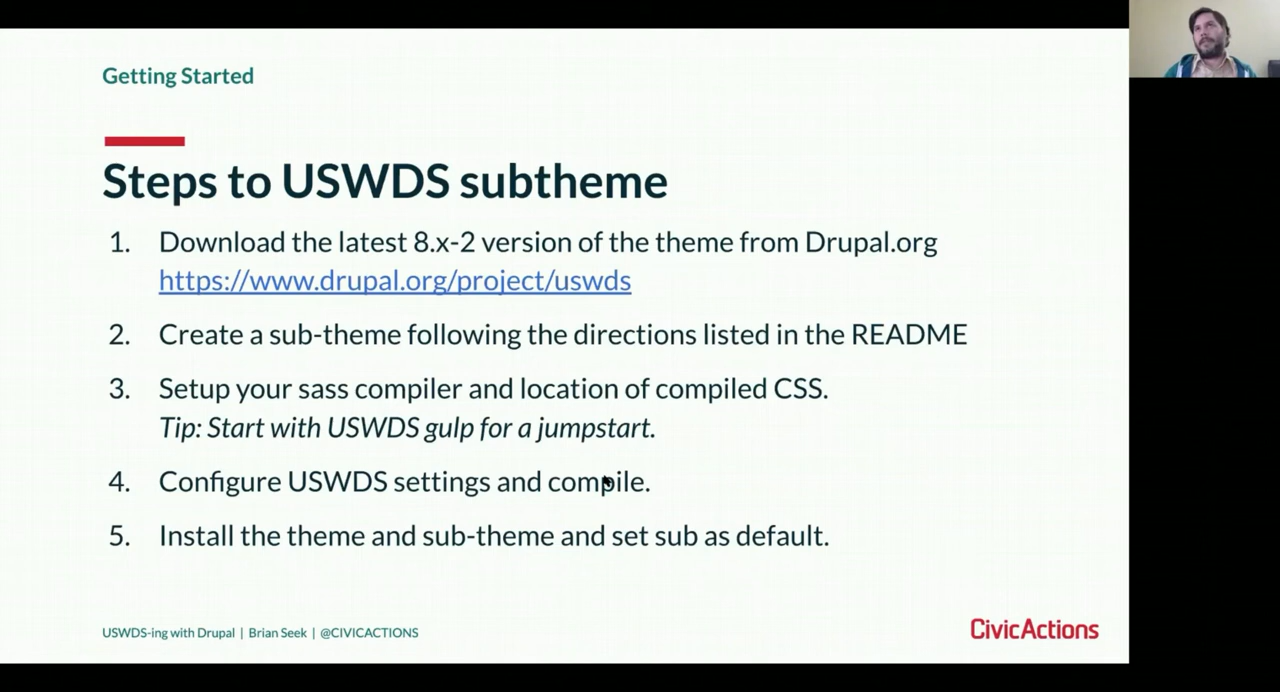 Getting Started
Steps to USWDS subtheme
1. Download the latest 8.x-2 version of the theme from Drupal.org
https://www.drupal.org/project/uswds
2. Create a sub-theme following the directions listed in the README
3. Setup your sass compiler and location of compiled CSS.
Tip: Start with USWDS gulp for a jumpstart.
4. Configure USWDS settings and compile.
5. Install the theme and sub-theme and set sub as default.
USWDS-ing with Drupal | Brian Seek | @CIVICACTIONS
CivicActions